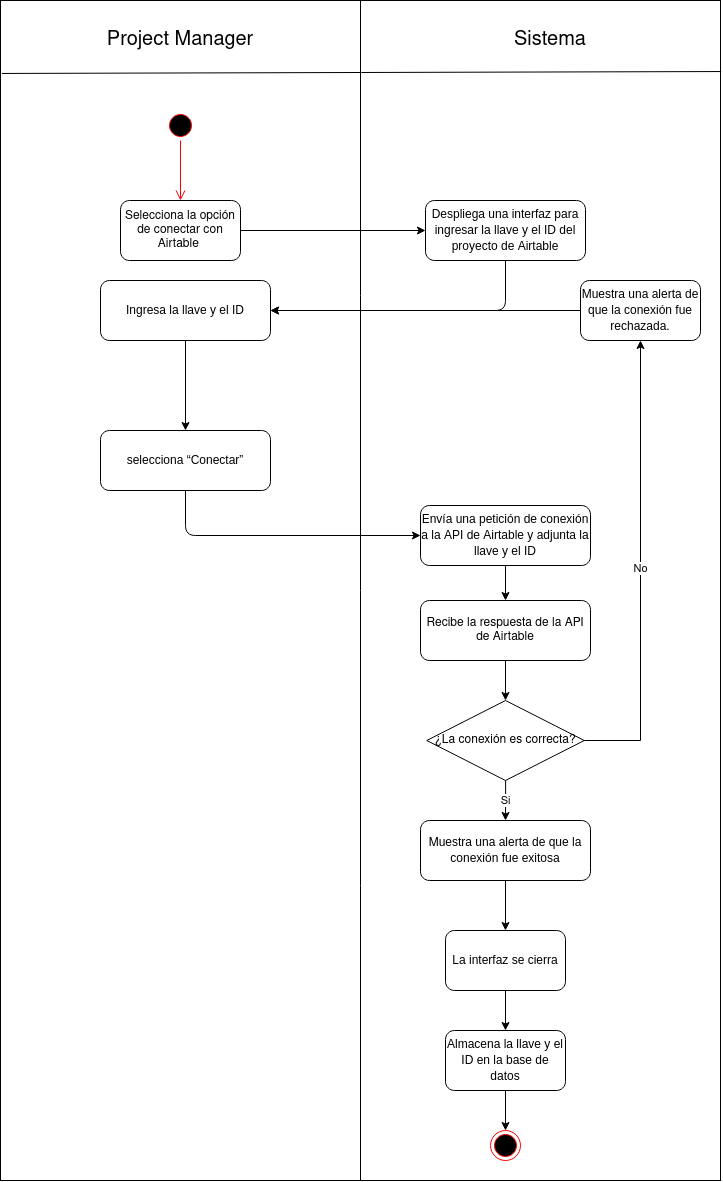 Project Manager
Sistema
Selecciona la opción
de conectar con
Airtable
Despliega una interfaz para
ingresar la llave y el ID del
proyecto de Airtable
Ingresa la llave y el ID
Muestra una alerta de
que la conexión fue
rechazada.
selecciona “Conectar”
Envía una petición de conexión
a la API de Airtable y adjunta la
llave y el ID
No
Recibe la respuesta de la API
de Airtable
¿La conexión es correcta?
Si
Muestra una alerta de que la
conexión fue exitosa
La interfaz se cierra
Almacena la llave y el
ID en la base de
datos